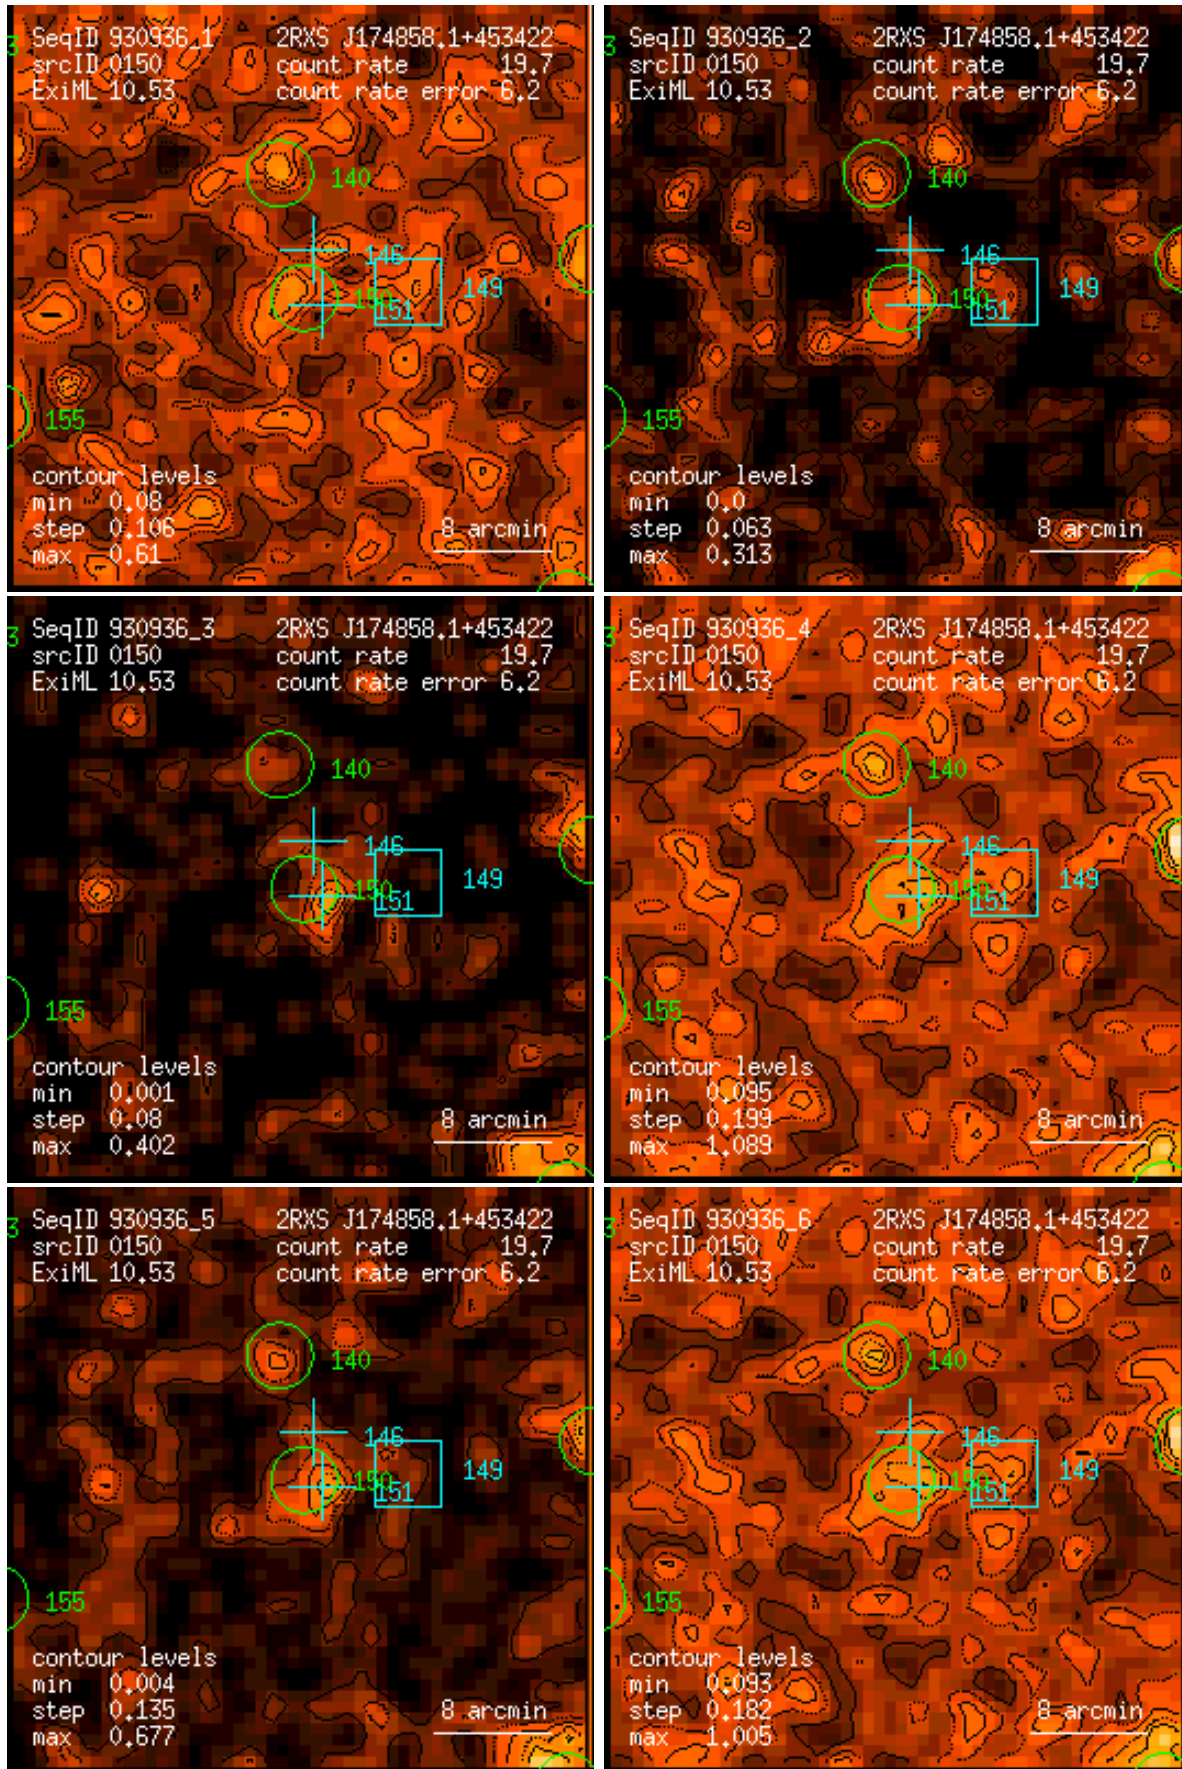 3 SeqID 930936_1 2RXS J174858.1+453422
srcID 0150 count rate 19.7
ExiML 10.53 count rate error 6.2
140
146
149
150
151
155
contour levels
min 0.08
step 0.106
max 0.61
8 arcmin
3 SeqID 930936_2 2RXS J174858.1+453422
srcID 0150 count rate 19.7
ExiML 10.53 count rate error 6.2
140
146
149
150
151
155
contour levels
min 0.0
step 0.063
max 0.313
8 arcmin
3 SeqID 930936_3 2RXS J174858.1+453422
srcID 0150 count rate 19.7
ExiML 10.53 count rate error 6.2
140
146
149
150
151
155
contour levels
min 0.001
step 0.08
max 0.402
8 arcmin
3 SeqID 930936_4 2RXS J174858.1+453422
srcID 0150 count rate 19.7
ExiML 10.53 count rate error 6.2
140
146
149
150
151
155
contour levels
min 0.095
step 0.199
max 1.089
8 arcmin
3 SeqID 930936_5 2RXS J174858.1+453422
srcID 0150 count rate 19.7
ExiML 10.53 count rate error 6.2
140
146
149
150
151
155
contour levels
min 0.004
step 0.135
max 0.677
8 arcmin
3 SeqID 930936_6 2RXS J174858.1+453422
srcID 0150 count rate 19.7
ExiML 10.53 count rate error 6.2
140
146
149
150
151
155
contour levels
min 0.093
step 0.182
max 1.005
8 arcmin